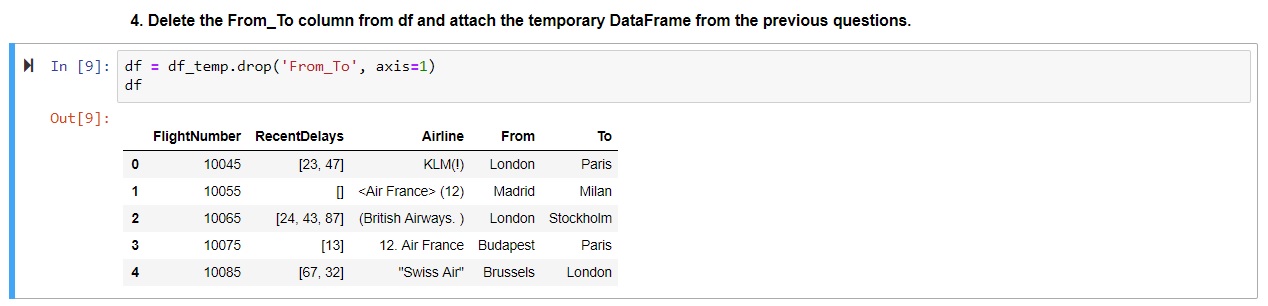 4. Delete the From_To column from df and attach the temporary DataFrame from the previous questions.
In [9]: df = df_temp.drop('From_To', axis=1)
df
Out[9]:
FlightNumber RecentDelays Airline From To
0 10045 [23, 47] KLM(!) London Paris
1 10055 [] <Air France> (12) Madrid Milan
2 10065 [24, 43, 87] (British Airways. ) London Stockholm
3 10075 [13] 12. Air France Budapest Paris
4 10085 [67, 32] "Swiss Air" Brussels London